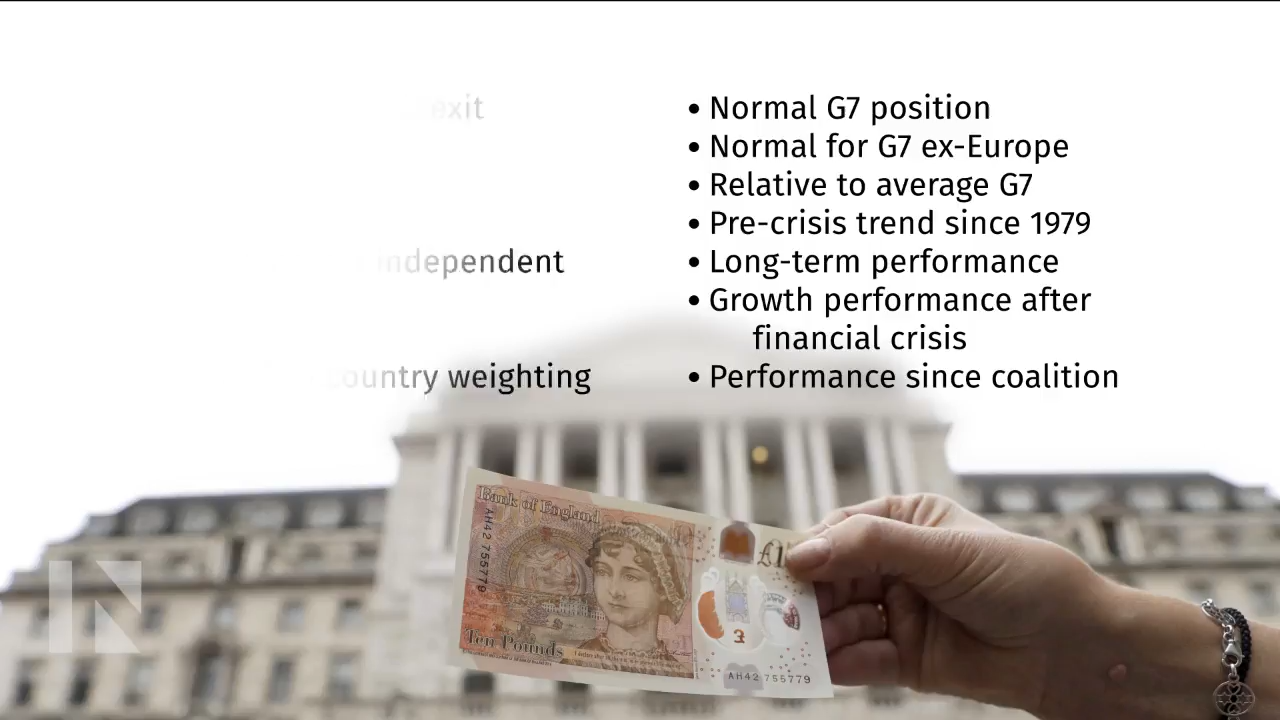 • Normal G7 position
• Normal for G7 ex-Europe
• Relative to average G7
• Pre-crisis trend since 1979
independent
• Long-term performance
• Growth performance after
financial crisis
country weighting
• Performance since coalition
Bank of England
AH42 755779
Ten Pounds
AH42 755779